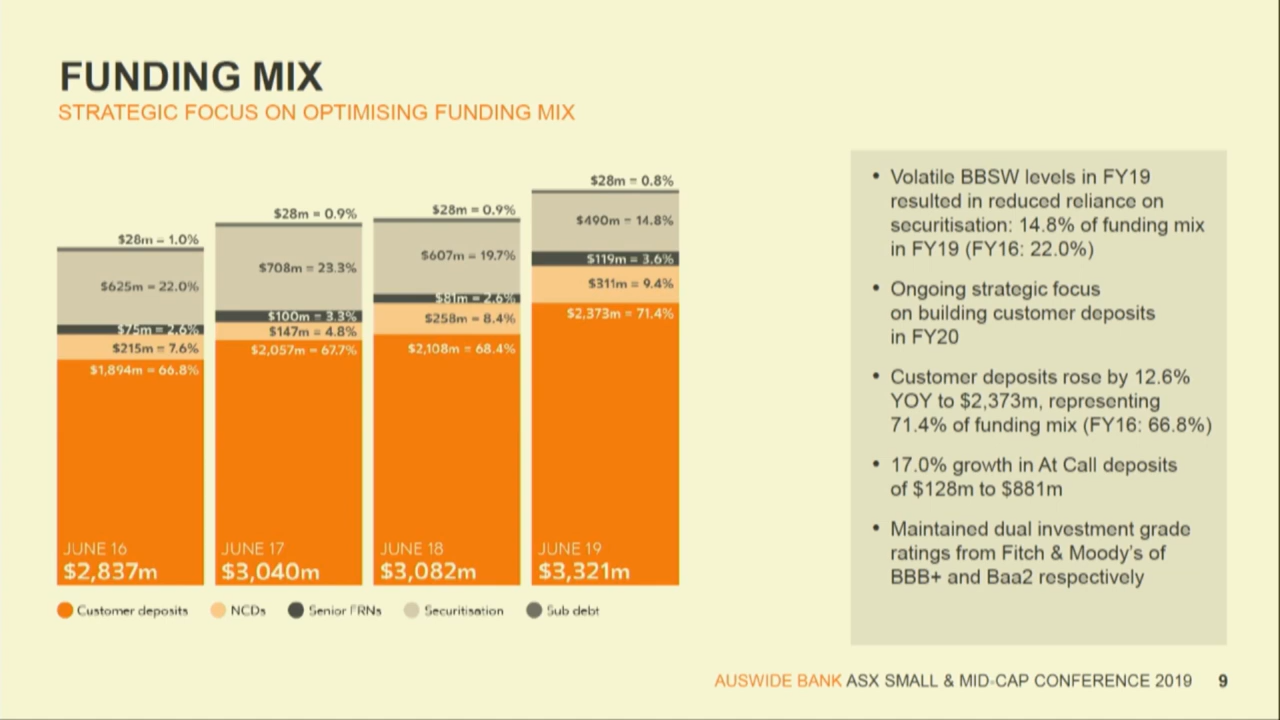 FUNDING MIX
STRATEGIC FOCUS ON OPTIMISING FUNDING MIX
$28m = 1.0%
$625m = 22.0%
$75m = 2.6%
$215m = 7.6%
$1,894m = 66.8%
JUNE 16
$2,837m
$28m = 0.9%
$708m = 23.3%
$100m = 3.3%
$147m = 4.8%
$2,057m = 67.7%
JUNE 17
$3,040m
$28m = 0.9%
$607m = 19.7%
$81m = 2.6%
$258m = 8.4%
$2,108m = 68.4%
JUNE 18
$3,082m
$28m = 0.8%
$490m = 14.8%
$119m = 3.6%
$311m = 9.4%
$2,373m = 71.4%
JUNE 19
$3,321m
Customer deposits NCDs Senior FRNs Securitisation Sub debt
• Volatile BBSW levels in FY19
resulted in reduced reliance on
securitisation: 14.8% of funding mix
in FY19 (FY16: 22.0%)
• Ongoing strategic focus
on building customer deposits
in FY20
• Customer deposits rose by 12.6%
YOY to $2,373m, representing
71.4% of funding mix (FY16: 66.8%)
• 17.0% growth in At Call deposits
of $128m to $881m
• Maintained dual investment grade
ratings from Fitch & Moody's of
BBB+ and Baa2 respectively
AUSWIDE BANK ASX SMALL & MID-CAP CONFERENCE 2019 9